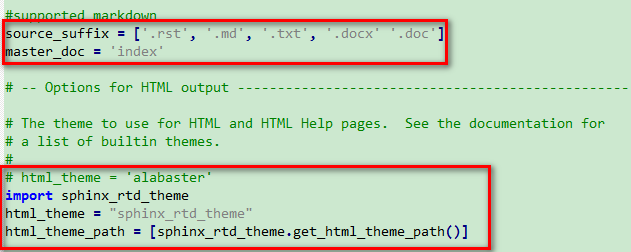 #supported markdown
source_suffix = ['.rst', '.md', '.txt', '.docx' '.doc']
master_doc = 'index'
# -- Options for HTML output -------------------------------------------------
# The theme to use for HTML and HTML Help pages.  See the documentation for
# a list of builtin themes.
#
# html_theme = 'alabaster'
import sphinx_rtd_theme
html_theme = "sphinx_rtd_theme"
html_theme_path = [sphinx_rtd_theme.get_html_theme_path()]